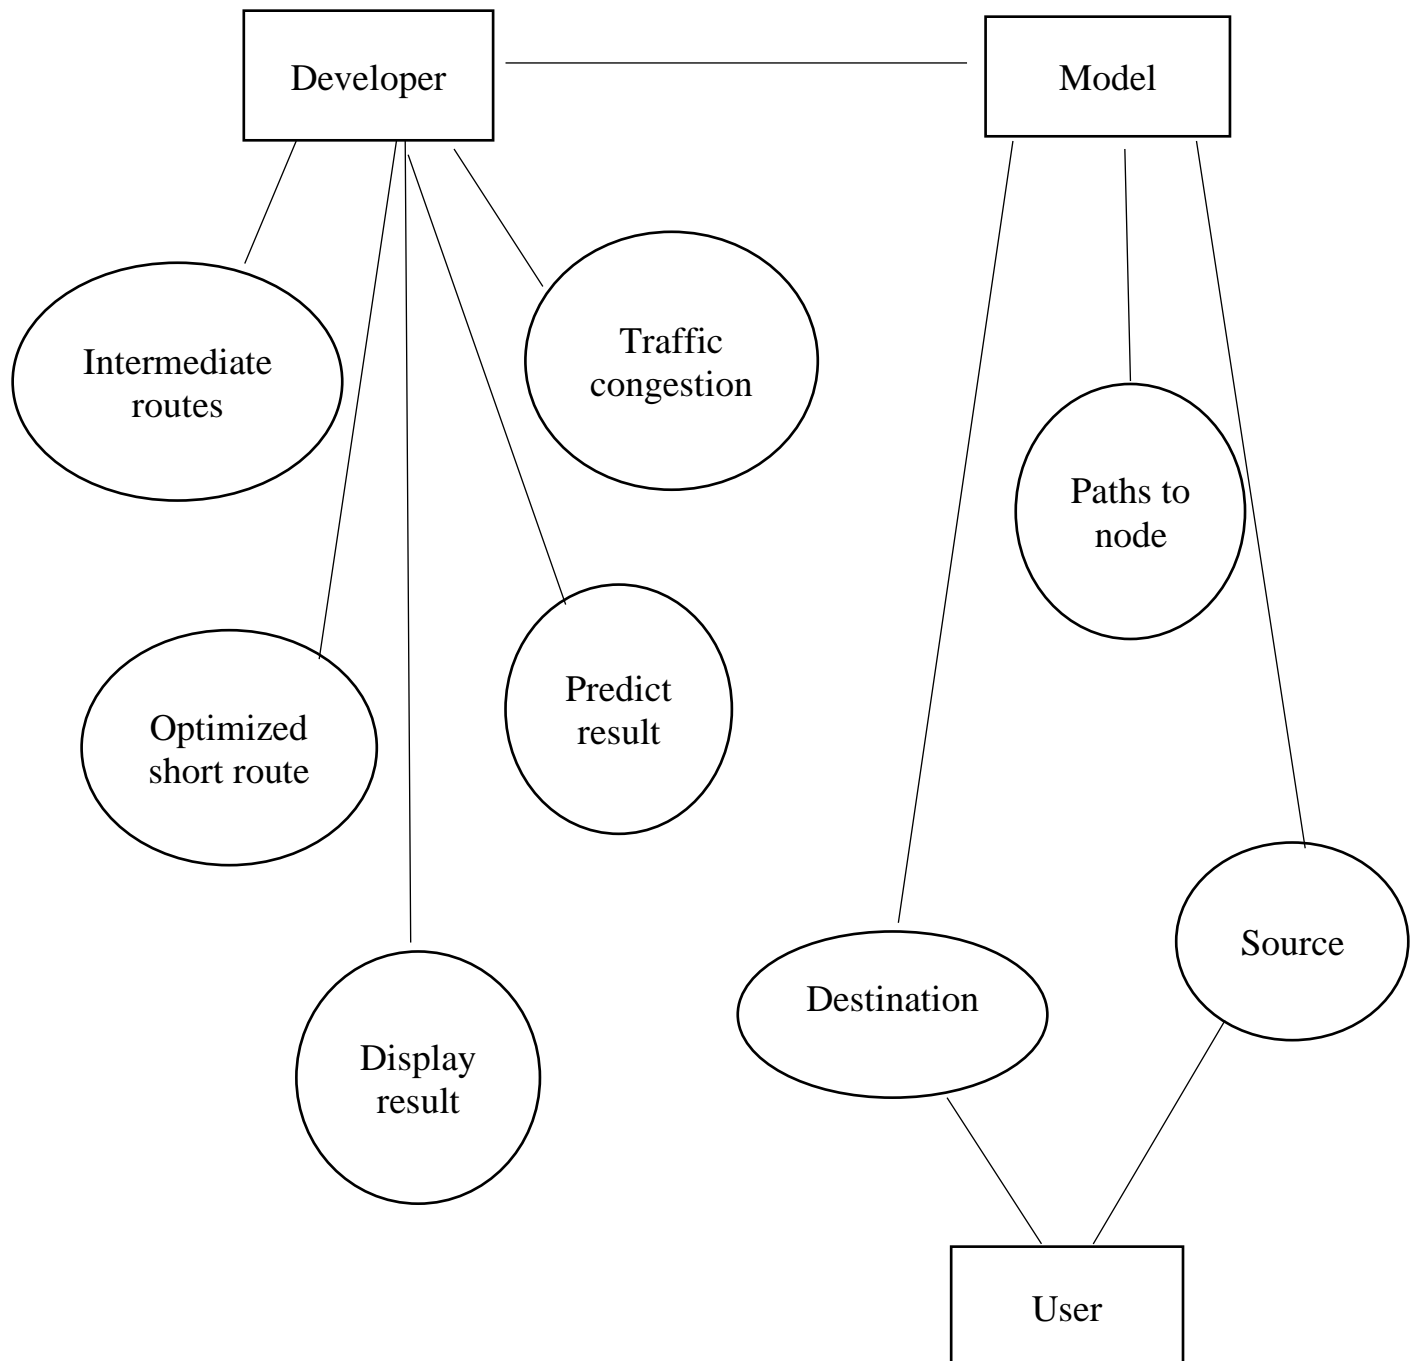 Developer
Model
Intermediate
routes
Traffic
congestion
Paths to
node
Optimized
short route
Predict
result
Display
result
Destination
Source
User